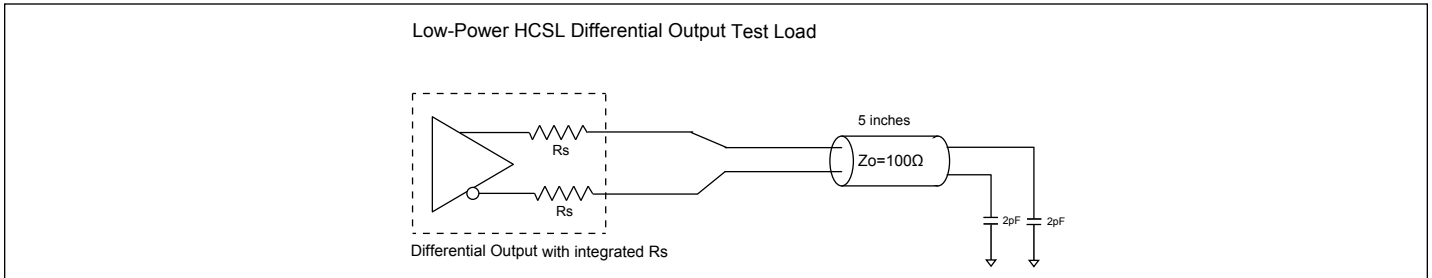 Low-Power HCSL Differential Output Test Load
5 inches
Rs
Zo=100Ω
Rs
2pF
2pF
Differential Output with integrated Rs